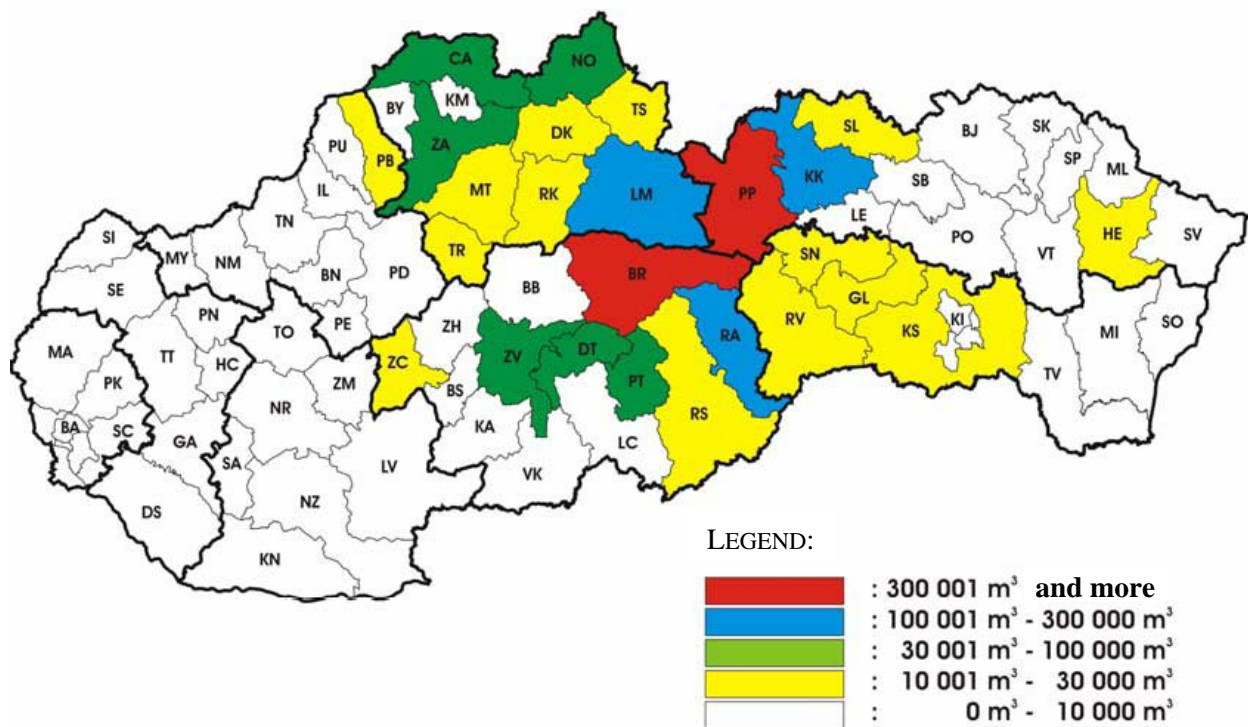 CA
NO
KM
BY
TS
PU
PB
ZA
DK
SL
BJ
SK
SP
ML
IL
MT
RK
LM
PP
KK
SB
LE
PO
VT
HE
SV
TN
SI
MY
NM
BN
PD
TR
BB
BR
SN
GL
RV
KS
KI
MI
SO
TV
SE
PN
PE
TO
ZH
ZC
ZV
DT
PT
RA
RS
MA
TT
HC
PK
BA
SC
GA
NR
ZM
BS
KA
LC
VK
LV
SA
NZ
DS
KN
LEGEND:
: 300 001 m³ and more
: 100 001 m³ - 300 000 m³
: 30 001 m³ - 100 000 m³
: 10 001 m³ - 30 000 m³
: 0 m³ - 10 000 m³